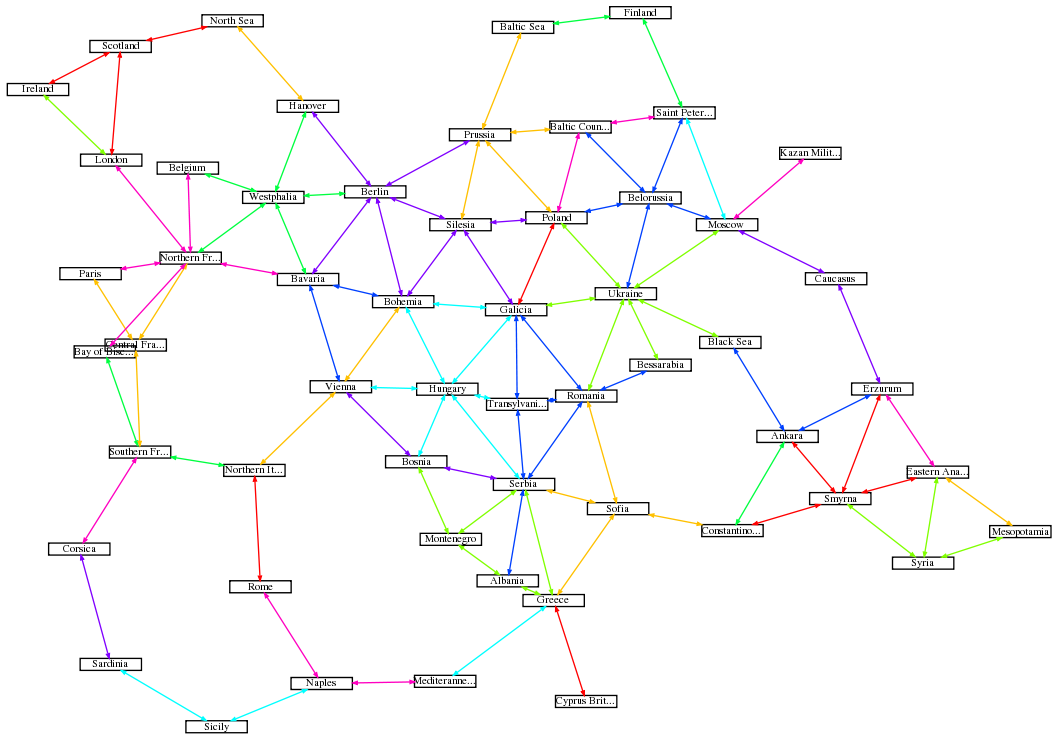 Finland
North Sea
Baltic Sea
Scotland
Ireland
Hanover
Saint Peter...
Baltic Coun...
Prussia
Kazan Milit...
London
Belgium
Berlin
Westphalia
Belorussia
Poland
Silesia
Moscow
Northern Fr...
Paris
Bavaria
Caucasus
Ukraine
Bohemia
Galicia
Black Sea
Central Fra...
Bay of Bisc...
Bessarabia
Vienna
Hungary
Erzurum
Romania
Transylvani...
Ankara
Southern Fr...
Bosnia
Northern It...
Eastern Ana...
Serbia
Smyrna
Sofia
Constantino...
Mesopotamia
Montenegro
Corsica
Syria
Albania
Rome
Greece
Sardinia
Naples
Mediteranne...
Cyprus Brit...
Sicily